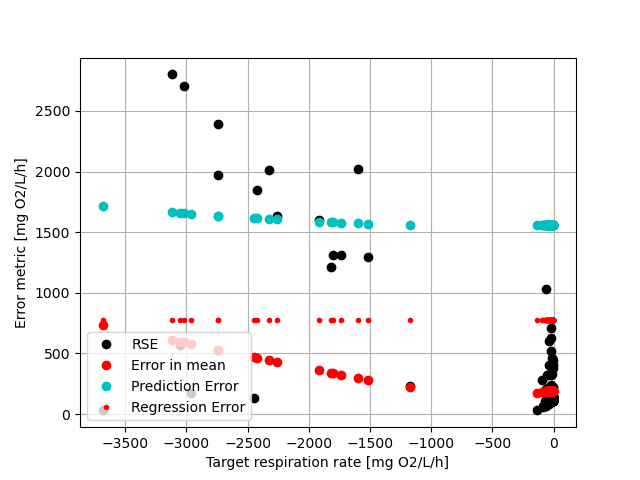 2500
2000
1500
1000
500
0
Error metric [mg O2/L/h]
RSE
Error in mean
Prediction Error
Regression Error
−3500 −3000 −2500 −2000 −1500 −1000 −500 0
Target respiration rate [mg O2/L/h]